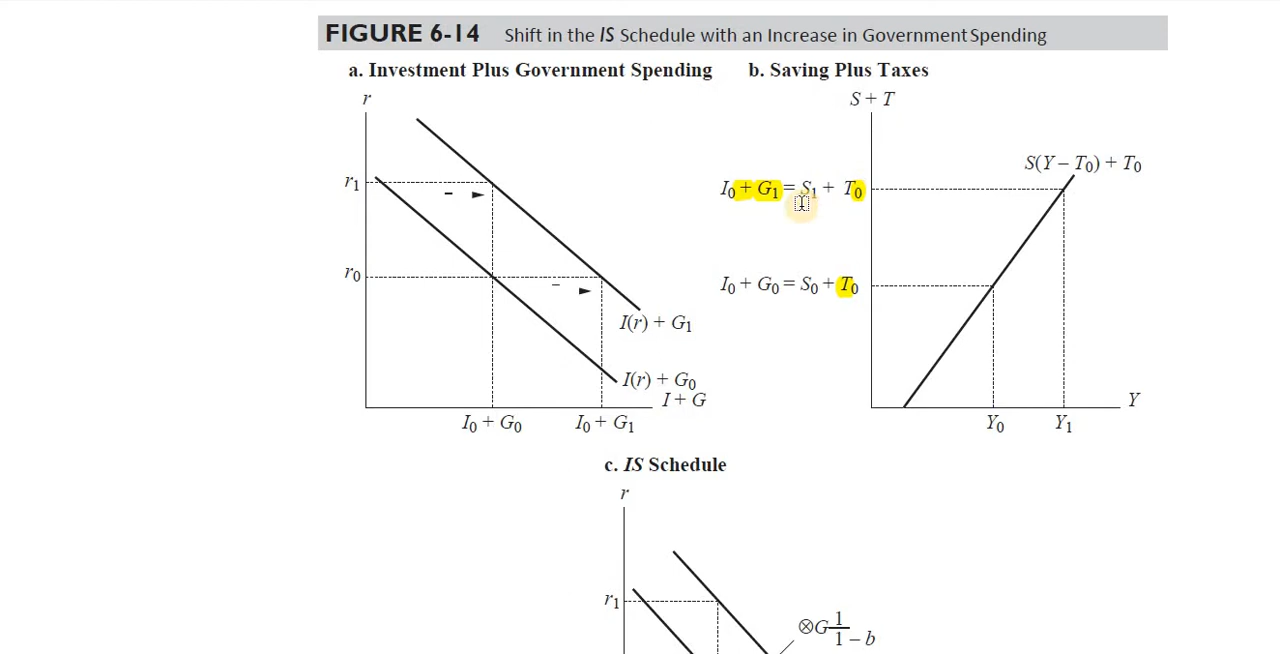 FIGURE 6-14 Shift in the IS Schedule with an Increase in Government Spending
a. Investment Plus Government Spending
b. Saving Plus Taxes
r
r1
r0
I(r) + G1
I(r) + G0
I + G
I0 + G0
I0 + G1
S + T
S(Y – T0) + T0
I0 + G1 = S1 + T0
I0 + G0 = S0 + T0
Y
Y0
Y1
c. IS Schedule
r
r1
⊗G 1/1 – b